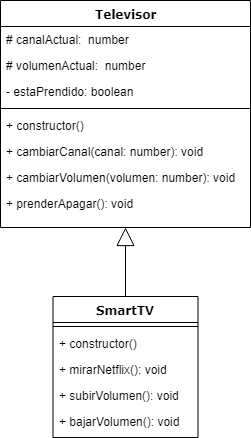 Televisor
# canalActual:  number
# volumenActual:  number
- estaPrendido: boolean
+ constructor()
+ cambiarCanal(canal: number): void
+ cambiarVolumen(volumen: number): void
+ prenderApagar(): void
SmartTV
+ constructor()
+ mirarNetflix(): void
+ subirVolumen(): void
+ bajarVolumen(): void